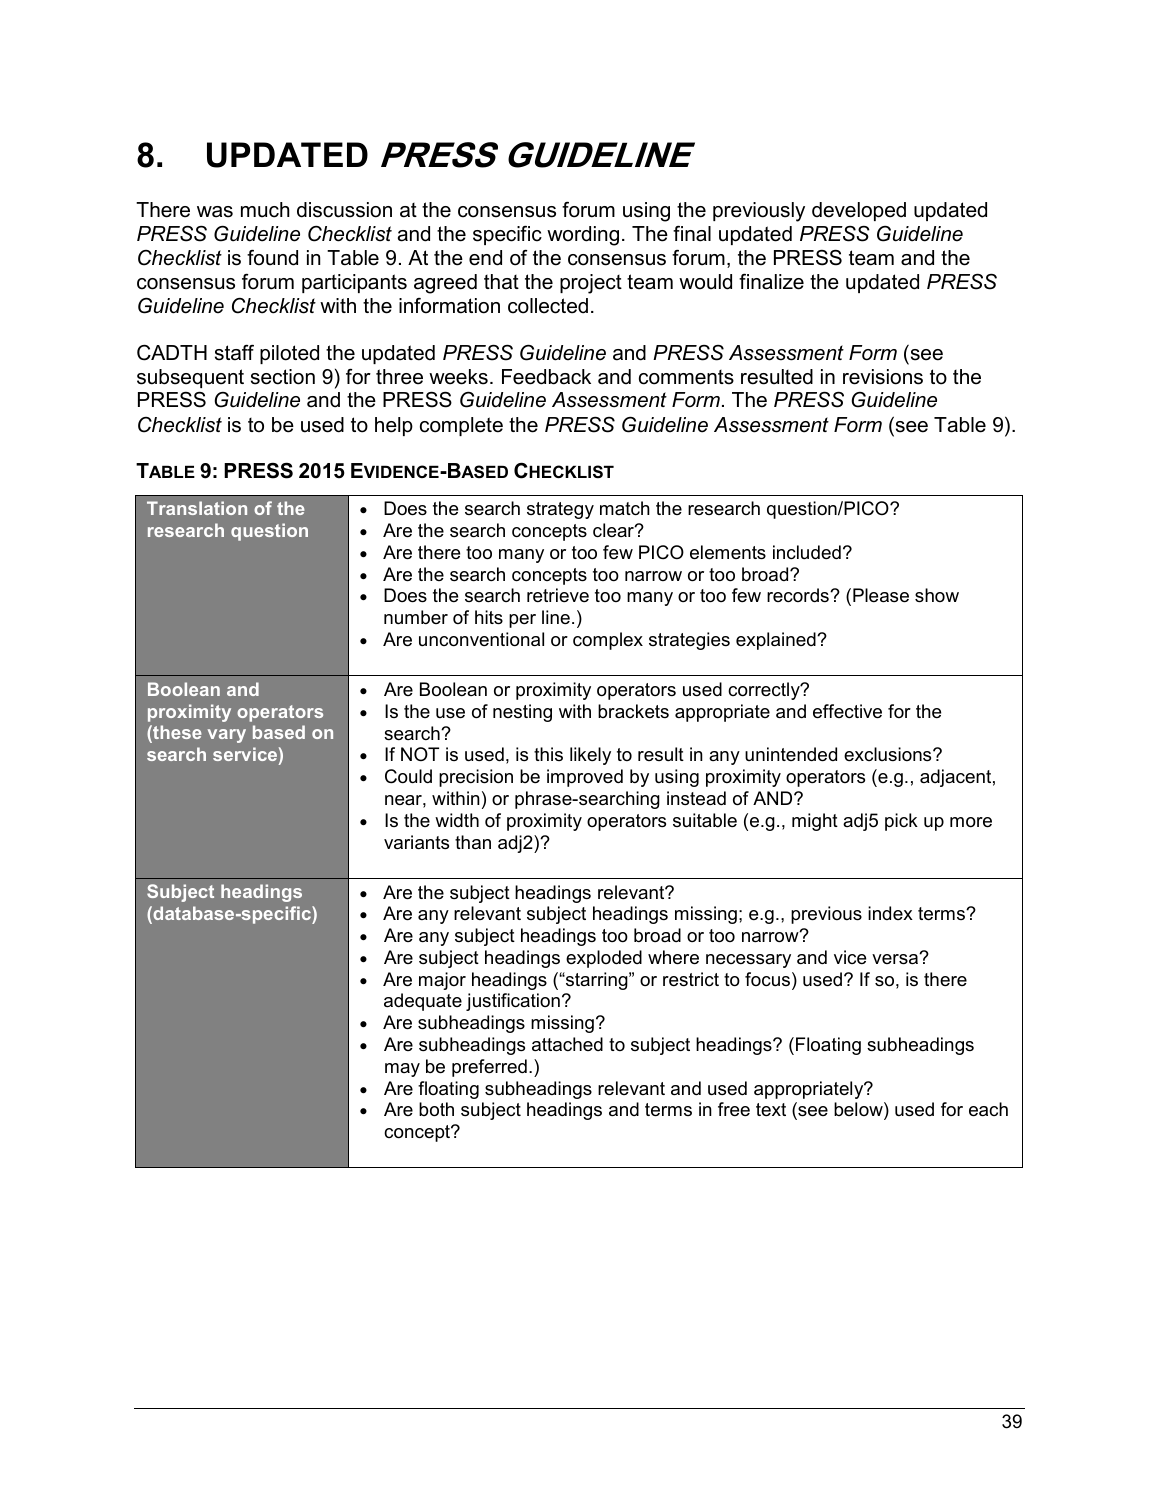 8. UPDATED PRESS GUIDELINE
There was much discussion at the consensus forum using the previously developed updated
PRESS Guideline Checklist and the specific wording. The final updated PRESS Guideline
Checklist is found in Table 9. At the end of the consensus forum, the PRESS team and the
consensus forum participants agreed that the project team would finalize the updated PRESS
Guideline Checklist with the information collected.
CADTH staff piloted the updated PRESS Guideline and PRESS Assessment Form (see
subsequent section 9) for three weeks. Feedback and comments resulted in revisions to the
PRESS Guideline and the PRESS Guideline Assessment Form. The PRESS Guideline
Checklist is to be used to help complete the PRESS Guideline Assessment Form (see Table 9).
TABLE 9: PRESS 2015 EVIDENCE-BASED CHECKLIST
Translation of the
research question
• Does the search strategy match the research question/PICO?
• Are the search concepts clear?
• Are there too many or too few PICO elements included?
• Are the search concepts too narrow or too broad?
• Does the search retrieve too many or too few records? (Please show
number of hits per line.)
• Are unconventional or complex strategies explained?
Boolean and
proximity operators
(these vary based on
search service)
• Are Boolean or proximity operators used correctly?
• Is the use of nesting with brackets appropriate and effective for the
search?
• If NOT is used, is this likely to result in any unintended exclusions?
• Could precision be improved by using proximity operators (e.g., adjacent,
near, within) or phrase-searching instead of AND?
• Is the width of proximity operators suitable (e.g., might adj5 pick up more
variants than adj2)?
Subject headings
(database-specific)
• Are the subject headings relevant?
• Are any relevant subject headings missing; e.g., previous index terms?
• Are any subject headings too broad or too narrow?
• Are subject headings exploded where necessary and vice versa?
• Are major headings (“starring” or restrict to focus) used? If so, is there
adequate justification?
• Are subheadings missing?
• Are subheadings attached to subject headings? (Floating subheadings
may be preferred.)
• Are floating subheadings relevant and used appropriately?
• Are both subject headings and terms in free text (see below) used for each
concept?
39